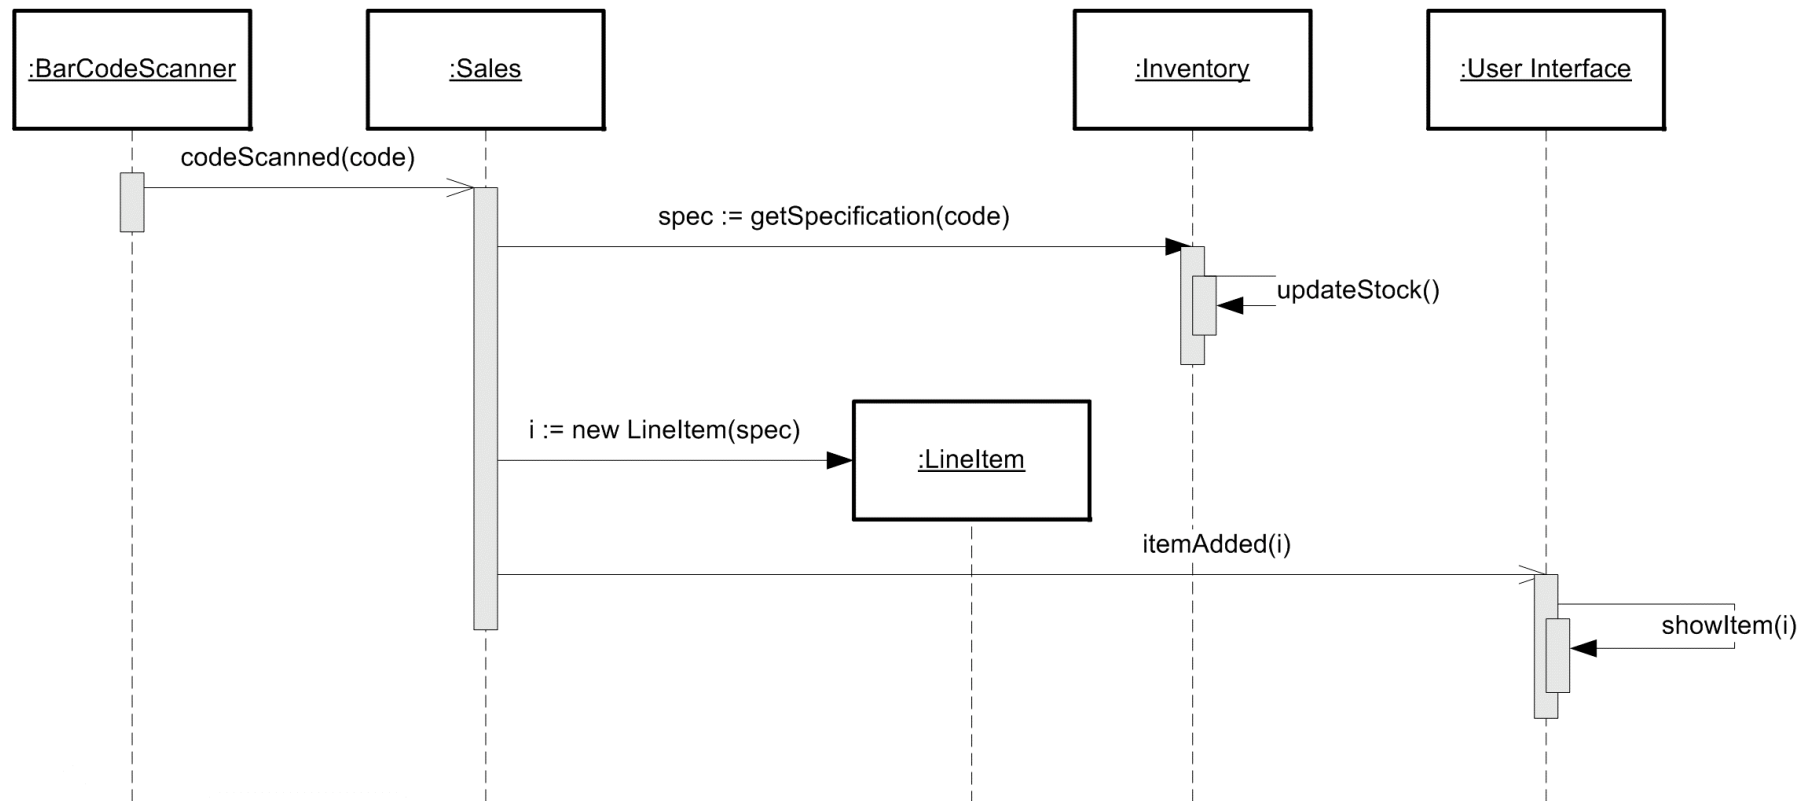 :BarCodeScanner
:Sales
:Inventory
:User Interface
codeScanned(code)
spec := getSpecification(code)
updateStock()
i := new LineItem(spec)
:LineItem
itemAdded(i)
showItem(i)